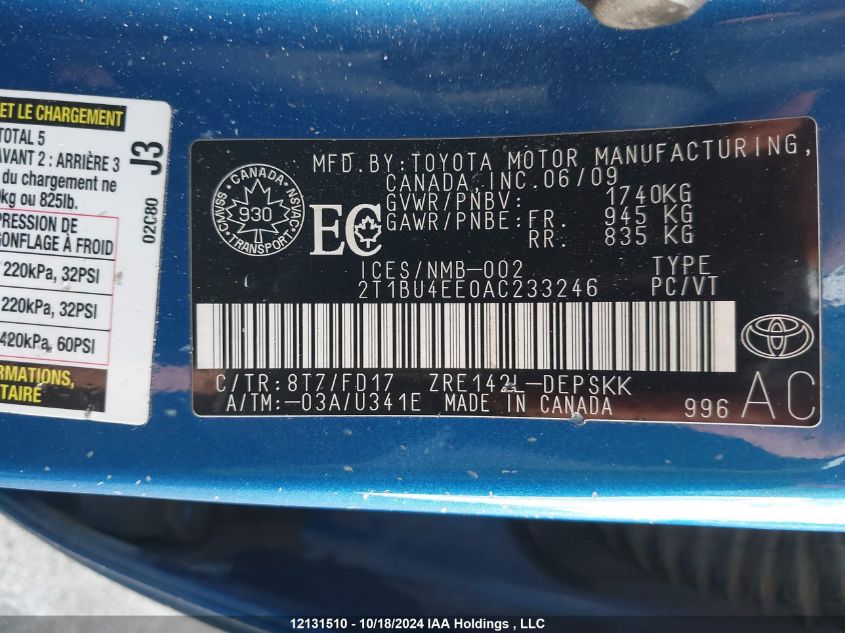 ET LE CHARGEMENT
TOTAL 5
AVANT 2 : ARRIÈRE 3
du chargement ne
kg ou 825lb.
PRESSION DE
GONFLAGE À FROID
220kPa, 32PSI
220kPa, 32PSI
420kPa, 60PSI
J3
02C80
MFD.BY:TOYOTA MOTOR MANUFACTURING,
CANADA,INC.06/09
GVWR/PNBV: 1740KG
GAWR/PNBE:FR. 945 KG
RR. 835 KG
CMVSS · CANADA · NSVAC
930
TRANSPORT
EC
ICES/NMB-002 TYPE
2T1BU4EE0AC233246 PC/VT
C/TR:8T7/FD17 ZRE142L-DEPSKK
A/TM:-03A/U341E MADE IN CANADA
996 AC
12131510 - 10/18/2024 IAA Holdings , LLC